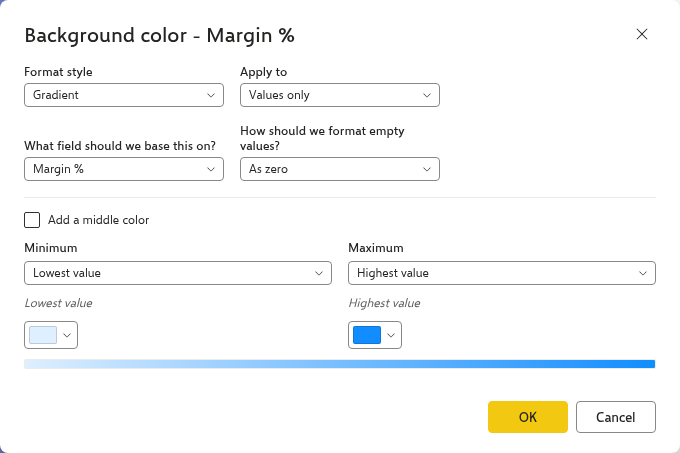 Background color - Margin %
Format style
Apply to
Gradient
Values only
What field should we base this on?
How should we format empty
values?
Margin %
As zero
Add a middle color
Minimum
Maximum
Lowest value
Highest value
Lowest value
Highest value
OK
Cancel